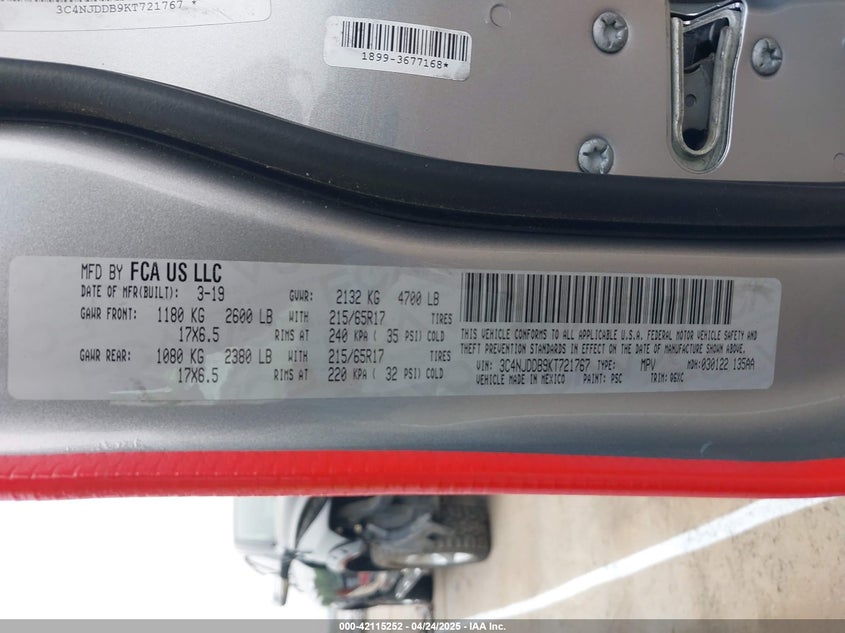 3C4NJDDB9KT721767 *
1899-3677168*
MFD BY FCA US LLC
DATE OF MFR(BUILT): 3-19 GVWR: 2132 KG 4700 LB
GAWR FRONT: 1180 KG 2600 LB WITH 215/65R17 TIRES
17X6.5 RIMS AT 240 KPA ( 35 PSI) COLD
GAWR REAR: 1080 KG 2380 LB WITH 215/65R17 TIRES
17X6.5 RIMS AT 220 KPA ( 32 PSI) COLD
THIS VEHICLE CONFORMS TO ALL APPLICABLE U.S.A. FEDERAL MOTOR VEHICLE SAFETY AND
THEFT PREVENTION STANDARDS IN EFFECT ON THE DATE OF MANUFACTURE SHOWN ABOVE.
VIN: 3C4NJDDB9KT721767 TYPE: MPV MDH: 030122 135AA
VEHICLE MADE IN MEXICO PAINT: PSC TRIM: D6XC
000-42115252 - 04/24/2025 - IAA Inc.